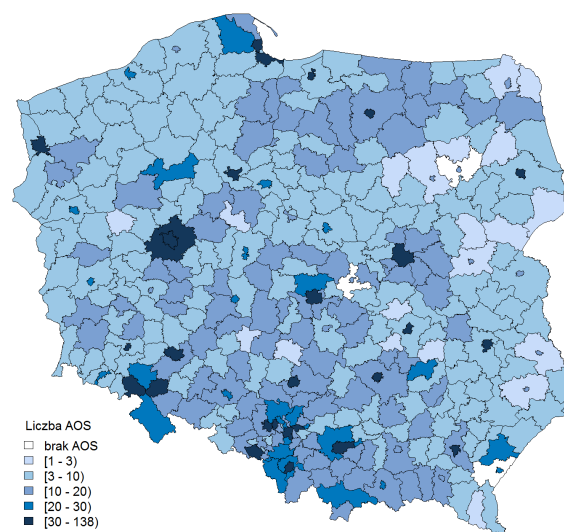 Liczba AOS
brak AOS
[1 - 3)
[3 - 10)
[10 - 20)
[20 - 30)
[30 - 138)